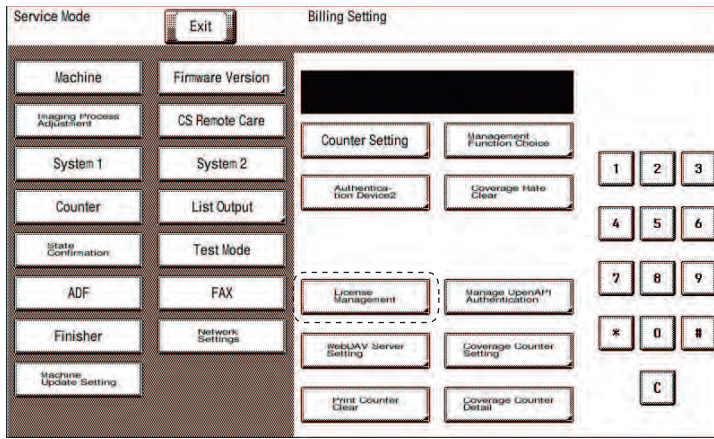 Service Mode
Exit
Billing Setting
Machine
Firmware Version
Imaging Process
Adjustment
CS Remote Care
System 1
System 2
Counter
List Output
State
Confirmation
Test Mode
ADF
FAX
Finisher
Network
Settings
Machine
Update Setting
Counter Setting
Management
Function Choice
Authentica-
tion Device2
Coverage Rate
Clear
License
Management
Manage OpenAPI
Authentication
WebDAV Server
Setting
Coverage Counter
Setting
Print Counter
Clear
Coverage Counter
Detail
1 2 3
4 5 6
7 8 9
* 0 #
C